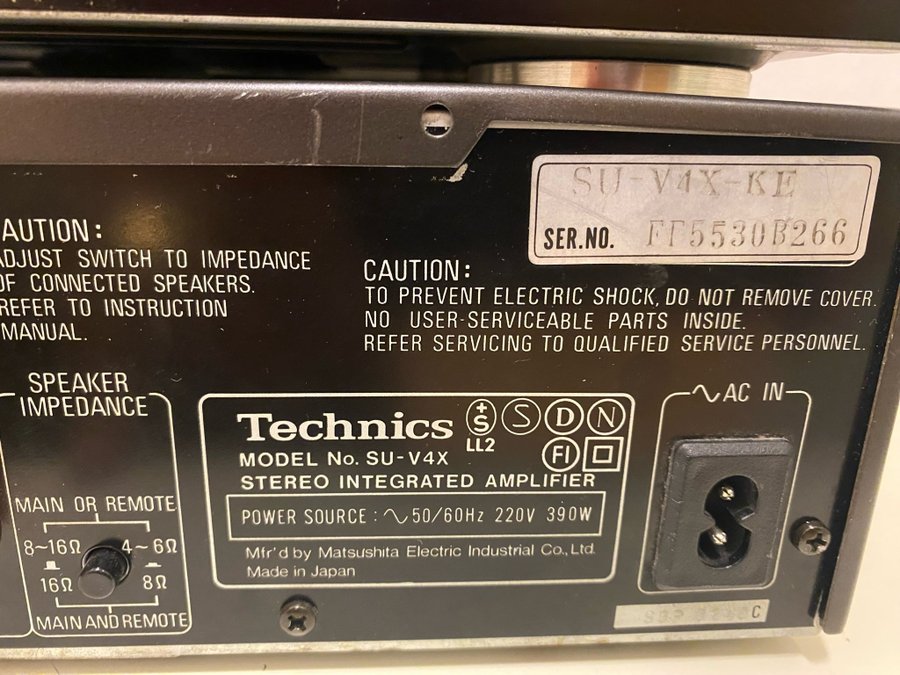 SU-V4X-KE
SER.NO. FF5530B266
CAUTION:
ADJUST SWITCH TO IMPEDANCE
OF CONNECTED SPEAKERS.
REFER TO INSTRUCTION
MANUAL.
CAUTION:
TO PREVENT ELECTRIC SHOCK, DO NOT REMOVE COVER.
NO USER-SERVICEABLE PARTS INSIDE.
REFER SERVICING TO QUALIFIED SERVICE PERSONNEL.
SPEAKER
IMPEDANCE
MAIN OR REMOTE
8~16Ω 4~6Ω
16Ω 8Ω
MAIN AND REMOTE
Technics +S LL2 S D N
MODEL No. SU-V4X FI
STEREO INTEGRATED AMPLIFIER
POWER SOURCE : ∿50/60Hz 220V 390W
Mfr'd by Matsushita Electric Industrial Co., Ltd.
Made in Japan
∿ AC IN
C